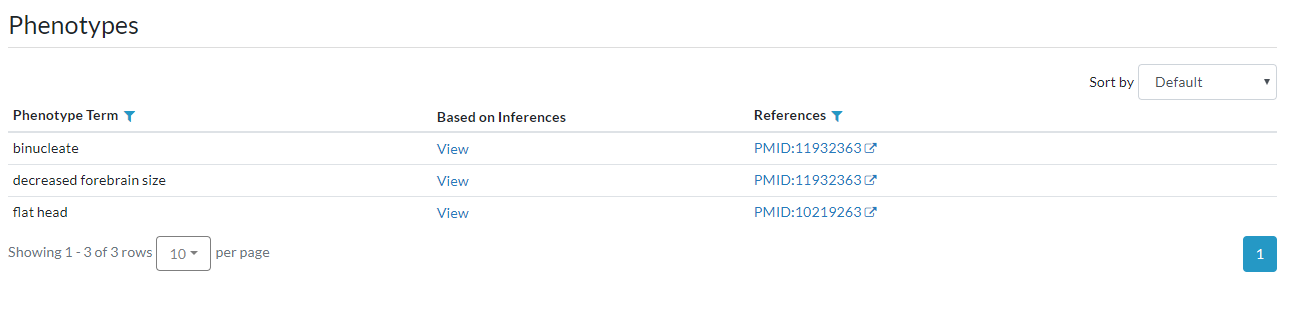 Phenotypes
Sort by Default
Phenotype Term Based on Inferences References
binucleate View PMID:11932363
decreased forebrain size View PMID:11932363
flat head View PMID:10219263
Showing 1 - 3 of 3 rows 10 per page 1